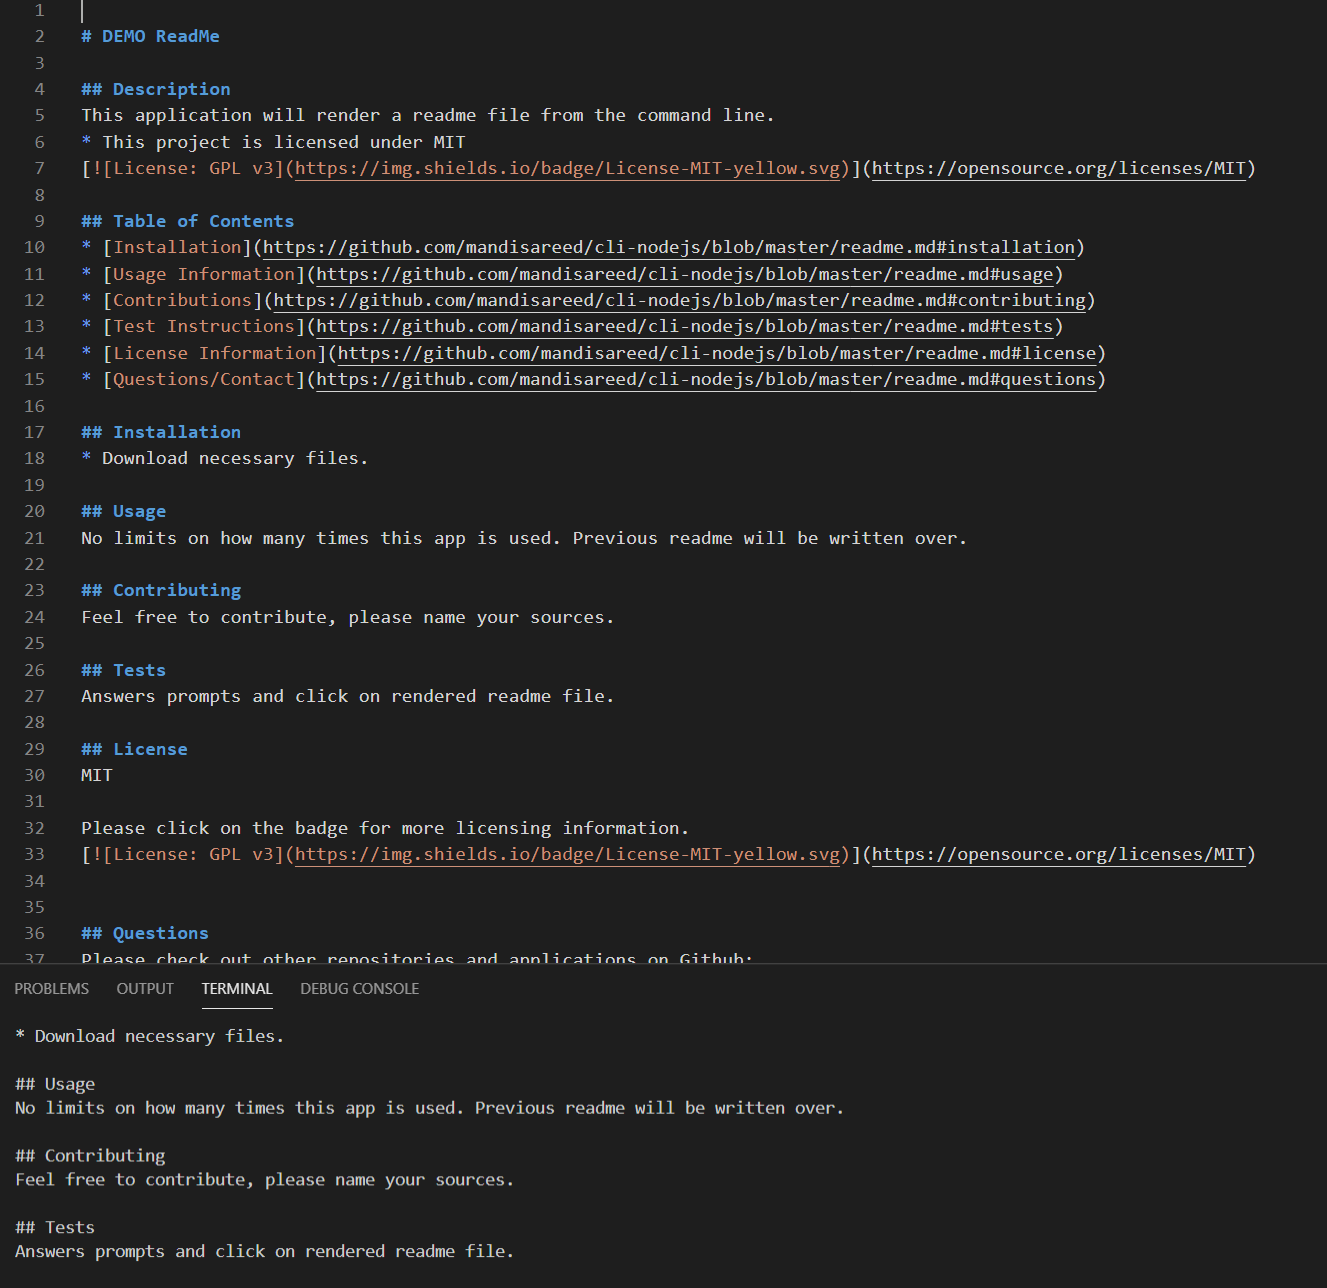 1
2 # DEMO ReadMe
3
4 ## Description
5 This application will render a readme file from the command line.
6 * This project is licensed under MIT
7 [![License: GPL v3](https://img.shields.io/badge/License-MIT-yellow.svg)](https://opensource.org/licenses/MIT)
8
9 ## Table of Contents
10 * [Installation](https://github.com/mandisareed/cli-nodejs/blob/master/readme.md#installation)
11 * [Usage Information](https://github.com/mandisareed/cli-nodejs/blob/master/readme.md#usage)
12 * [Contributions](https://github.com/mandisareed/cli-nodejs/blob/master/readme.md#contributing)
13 * [Test Instructions](https://github.com/mandisareed/cli-nodejs/blob/master/readme.md#tests)
14 * [License Information](https://github.com/mandisareed/cli-nodejs/blob/master/readme.md#license)
15 * [Questions/Contact](https://github.com/mandisareed/cli-nodejs/blob/master/readme.md#questions)
16
17 ## Installation
18 * Download necessary files.
19
20 ## Usage
21 No limits on how many times this app is used. Previous readme will be written over.
22
23 ## Contributing
24 Feel free to contribute, please name your sources.
25
26 ## Tests
27 Answers prompts and click on rendered readme file.
28
29 ## License
30 MIT
31
32 Please click on the badge for more licensing information.
33 [![License: GPL v3](https://img.shields.io/badge/License-MIT-yellow.svg)](https://opensource.org/licenses/MIT)
34
35
36 ## Questions
37 Please check out other repositories and applications on Github:
PROBLEMS OUTPUT TERMINAL DEBUG CONSOLE
* Download necessary files.
## Usage
No limits on how many times this app is used. Previous readme will be written over.
## Contributing
Feel free to contribute, please name your sources.
## Tests
Answers prompts and click on rendered readme file.